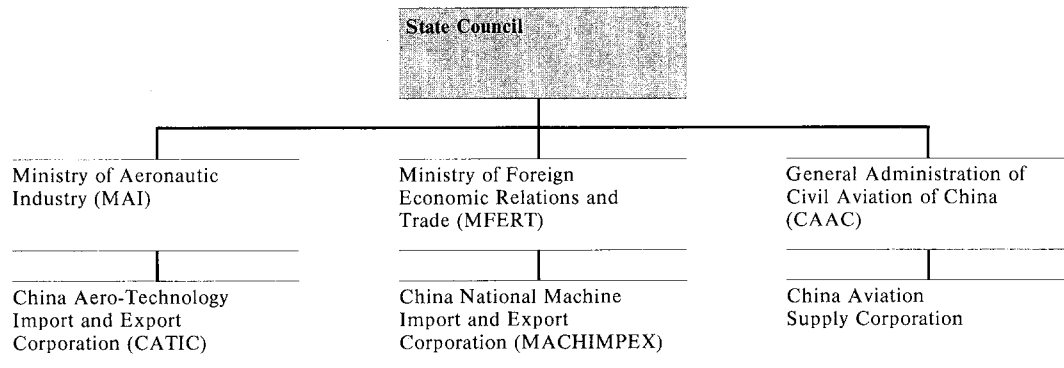 State Council
Ministry of Aeronautic
Industry (MAI)
Ministry of Foreign
Economic Relations and
Trade (MFERT)
General Administration of
Civil Aviation of China
(CAAC)
China Aero-Technology
Import and Export
Corporation (CATIC)
China National Machine
Import and Export
Corporation (MACHIMPEX)
China Aviation
Supply Corporation